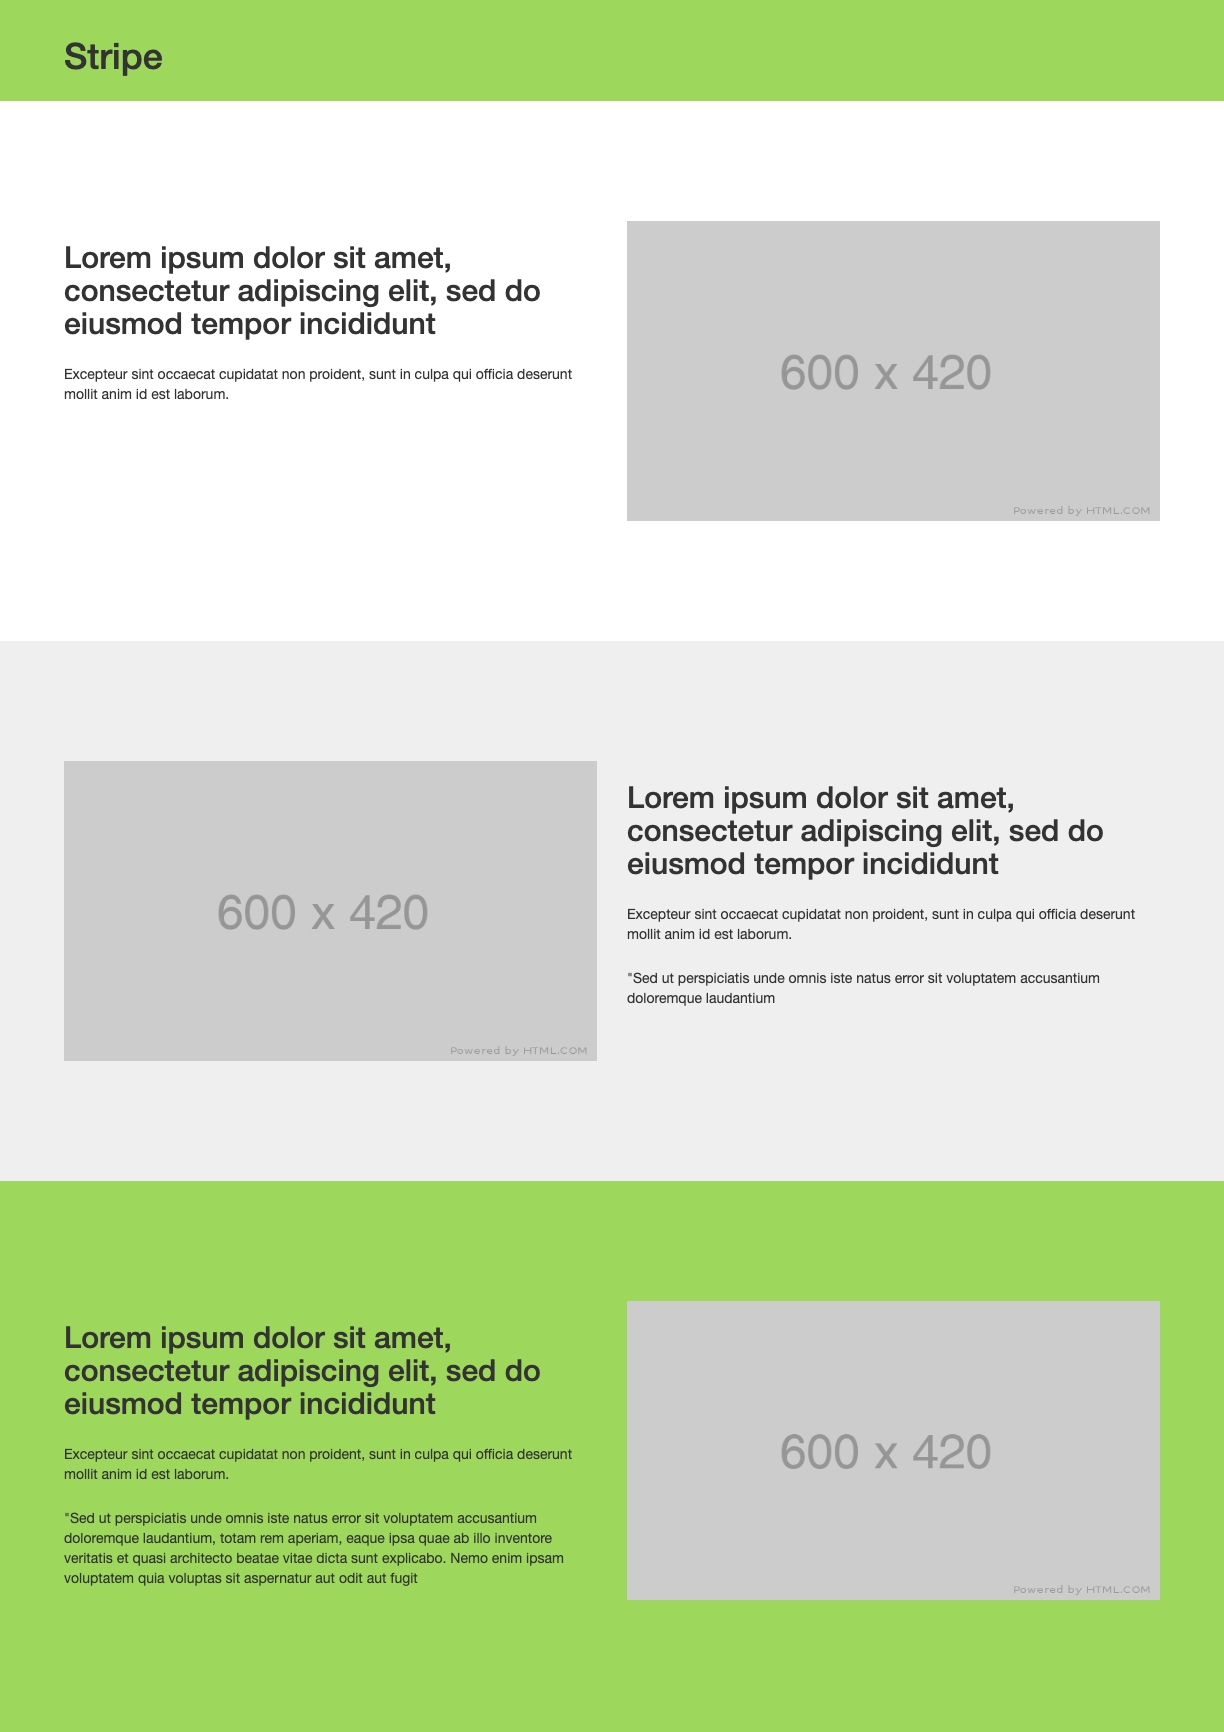 Stripe
Lorem ipsum dolor sit amet,
consectetur adipiscing elit, sed do
eiusmod tempor incididunt
Excepteur sint occaecat cupidatat non proident, sunt in culpa qui officia deserunt
mollit anim id est laborum.
600 x 420
Powered by HTML.COM
600 x 420
Powered by HTML.COM
Lorem ipsum dolor sit amet,
consectetur adipiscing elit, sed do
eiusmod tempor incididunt
Excepteur sint occaecat cupidatat non proident, sunt in culpa qui officia deserunt
mollit anim id est laborum.
"Sed ut perspiciatis unde omnis iste natus error sit voluptatem accusantium
doloremque laudantium
Lorem ipsum dolor sit amet,
consectetur adipiscing elit, sed do
eiusmod tempor incididunt
Excepteur sint occaecat cupidatat non proident, sunt in culpa qui officia deserunt
mollit anim id est laborum.
"Sed ut perspiciatis unde omnis iste natus error sit voluptatem accusantium
doloremque laudantium, totam rem aperiam, eaque ipsa quae ab illo inventore
veritatis et quasi architecto beatae vitae dicta sunt explicabo. Nemo enim ipsam
voluptatem quia voluptas sit aspernatur aut odit aut fugit
600 x 420
Powered by HTML.COM